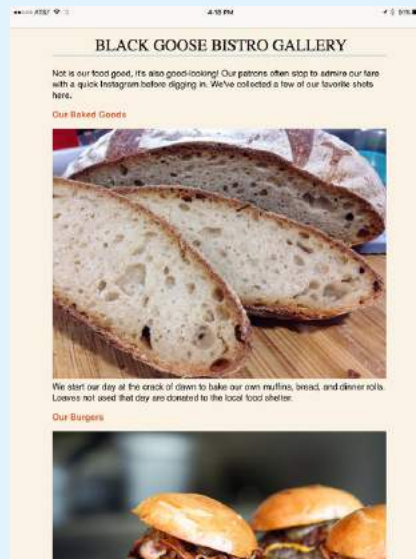 AT&T
4:15 PM
BLACK GOOSE BISTRO GALLERY
Not is our food good, it's also good-looking! Our patrons often stop to admire our fare
with a quick Instagram before digging in. We've collected a few of our favorite shots
here.
Our Baked Goods
We start our day at the crack of dawn to bake our own muffins, bread, and dinner rolls.
Loaves not used that day are donated to the local food shelter.
Our Burgers